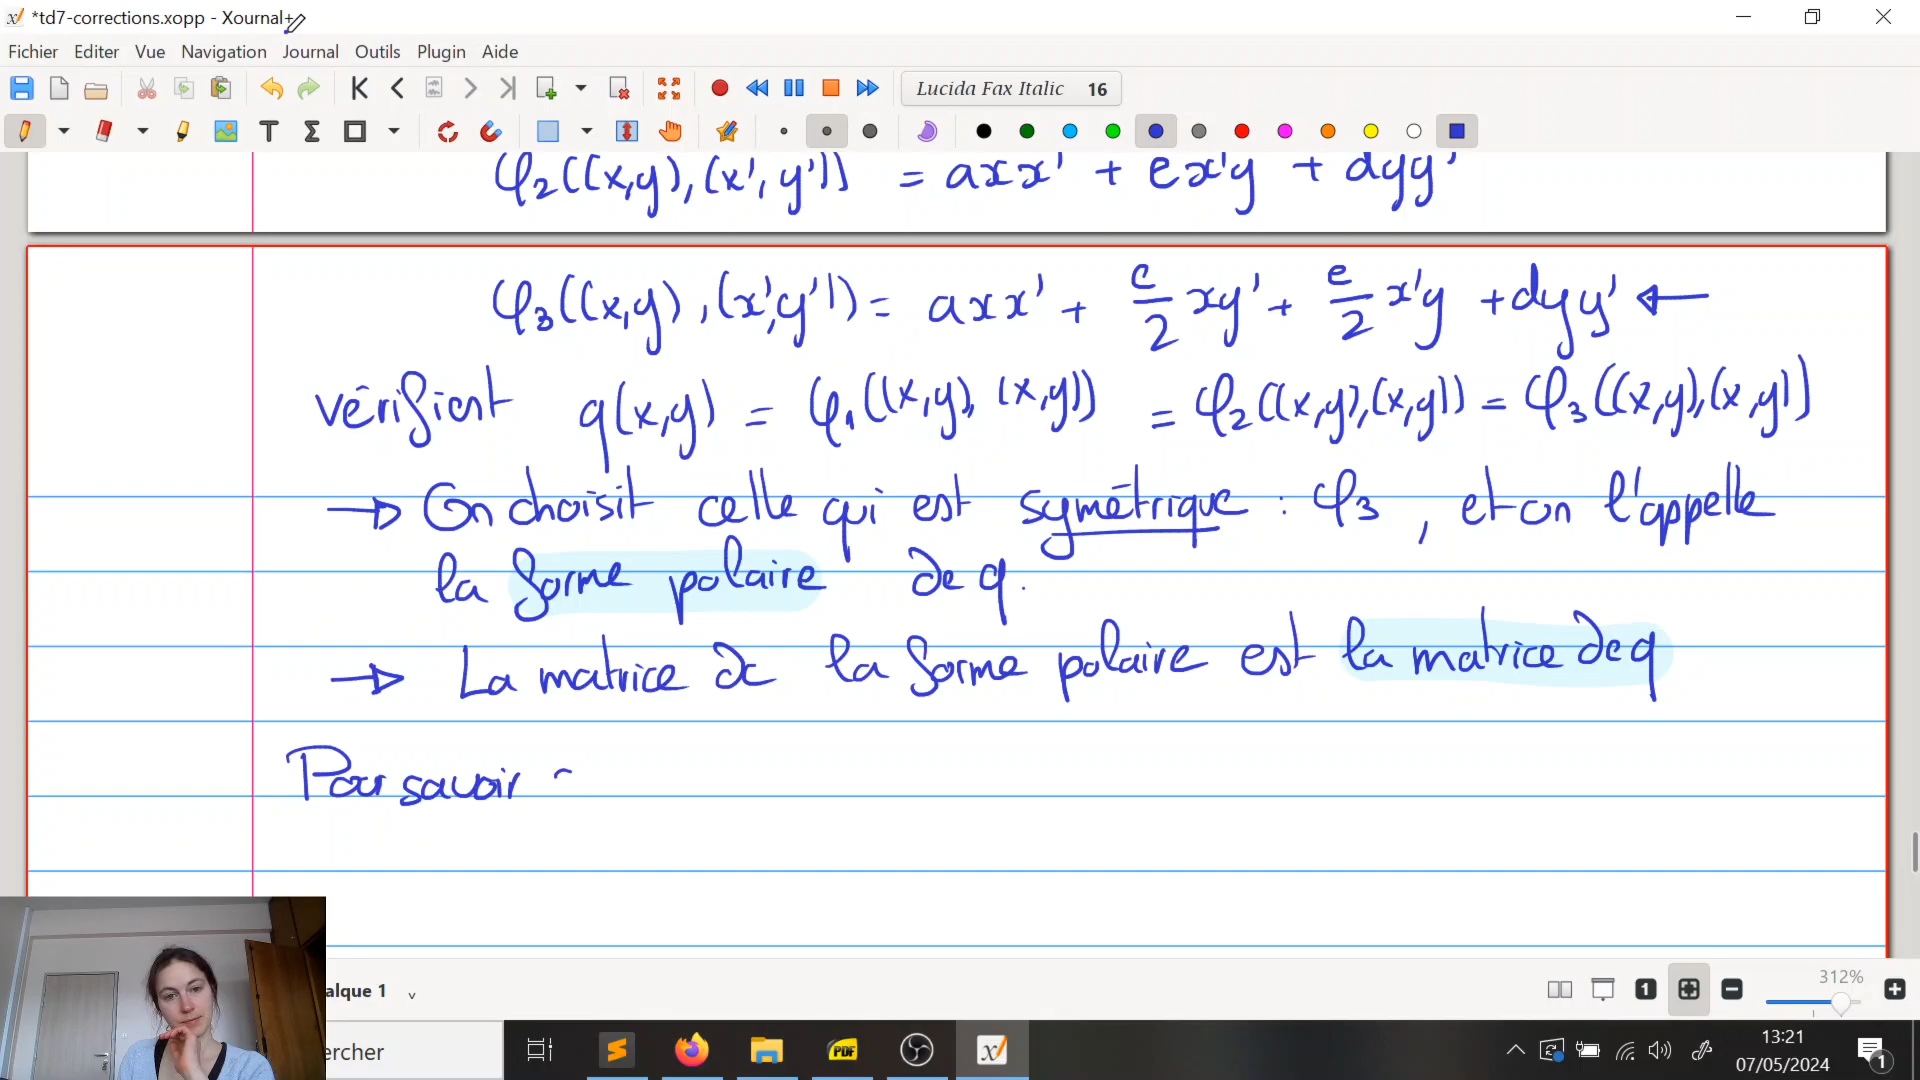 *td7-corrections.xopp - Xournal++
Fichier Editer Vue Navigation Journal Outils Plugin Aide
Lucida Fax Italic 16
φ₂((x,y),(x',y')) = axx' + ex'y + dyy'
φ₃((x,y),(x',y')) = axx' + c/2 xy' + e/2 x'y + dyy' ←
vérifient q(x,y) = φ₁((x,y),(x,y)) = φ₂((x,y),(x,y)) = φ₃((x,y),(x,y))
→ On choisit celle qui est symétrique : φ₃ , et on l'appelle
la forme polaire de q.
→ La matrice de la forme polaire est la matrice de q
Pour savoir
alque 1
312%
ercher
PDF
13:21
07/05/2024
1